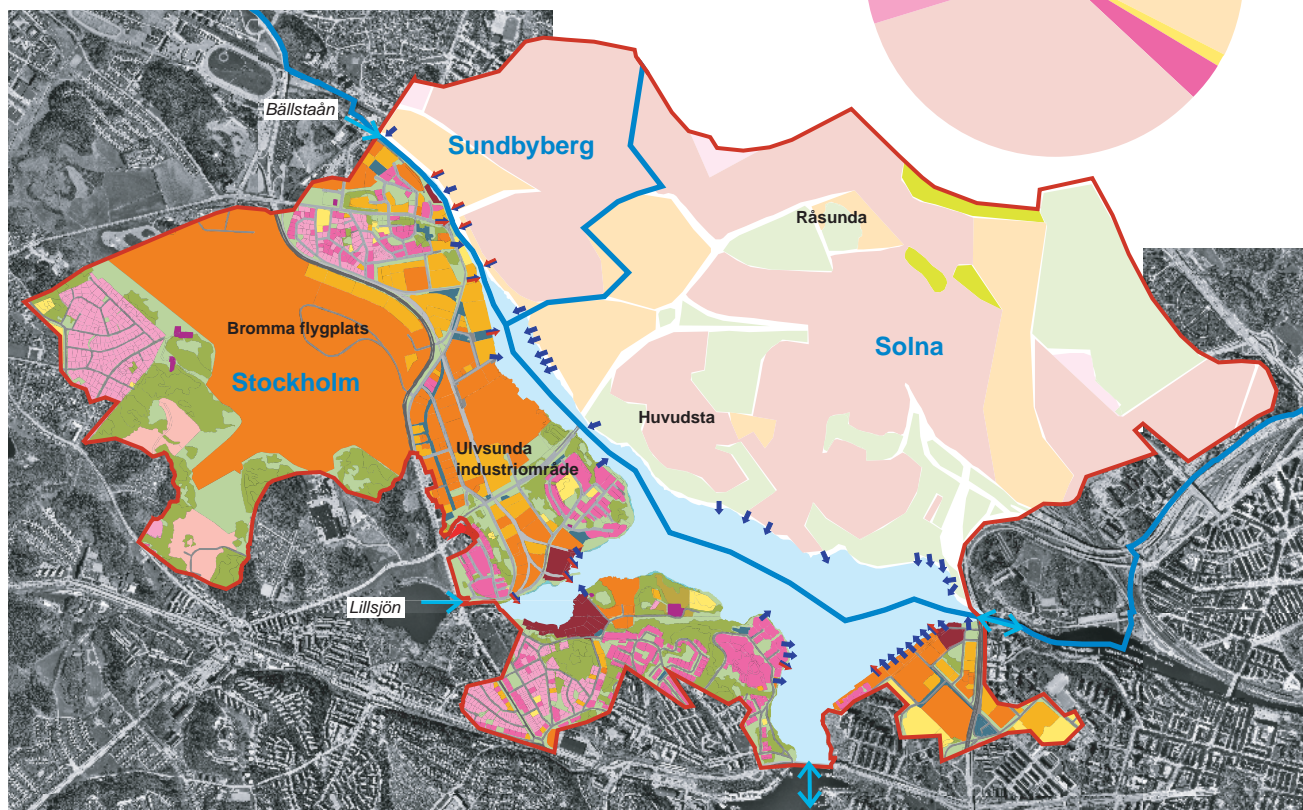 Bällstaån
Sundbyberg
Råsunda
Bromma flygplats
Solna
Stockholm
Huvudsta
Ulvsunda
industriområde
Lillsjön